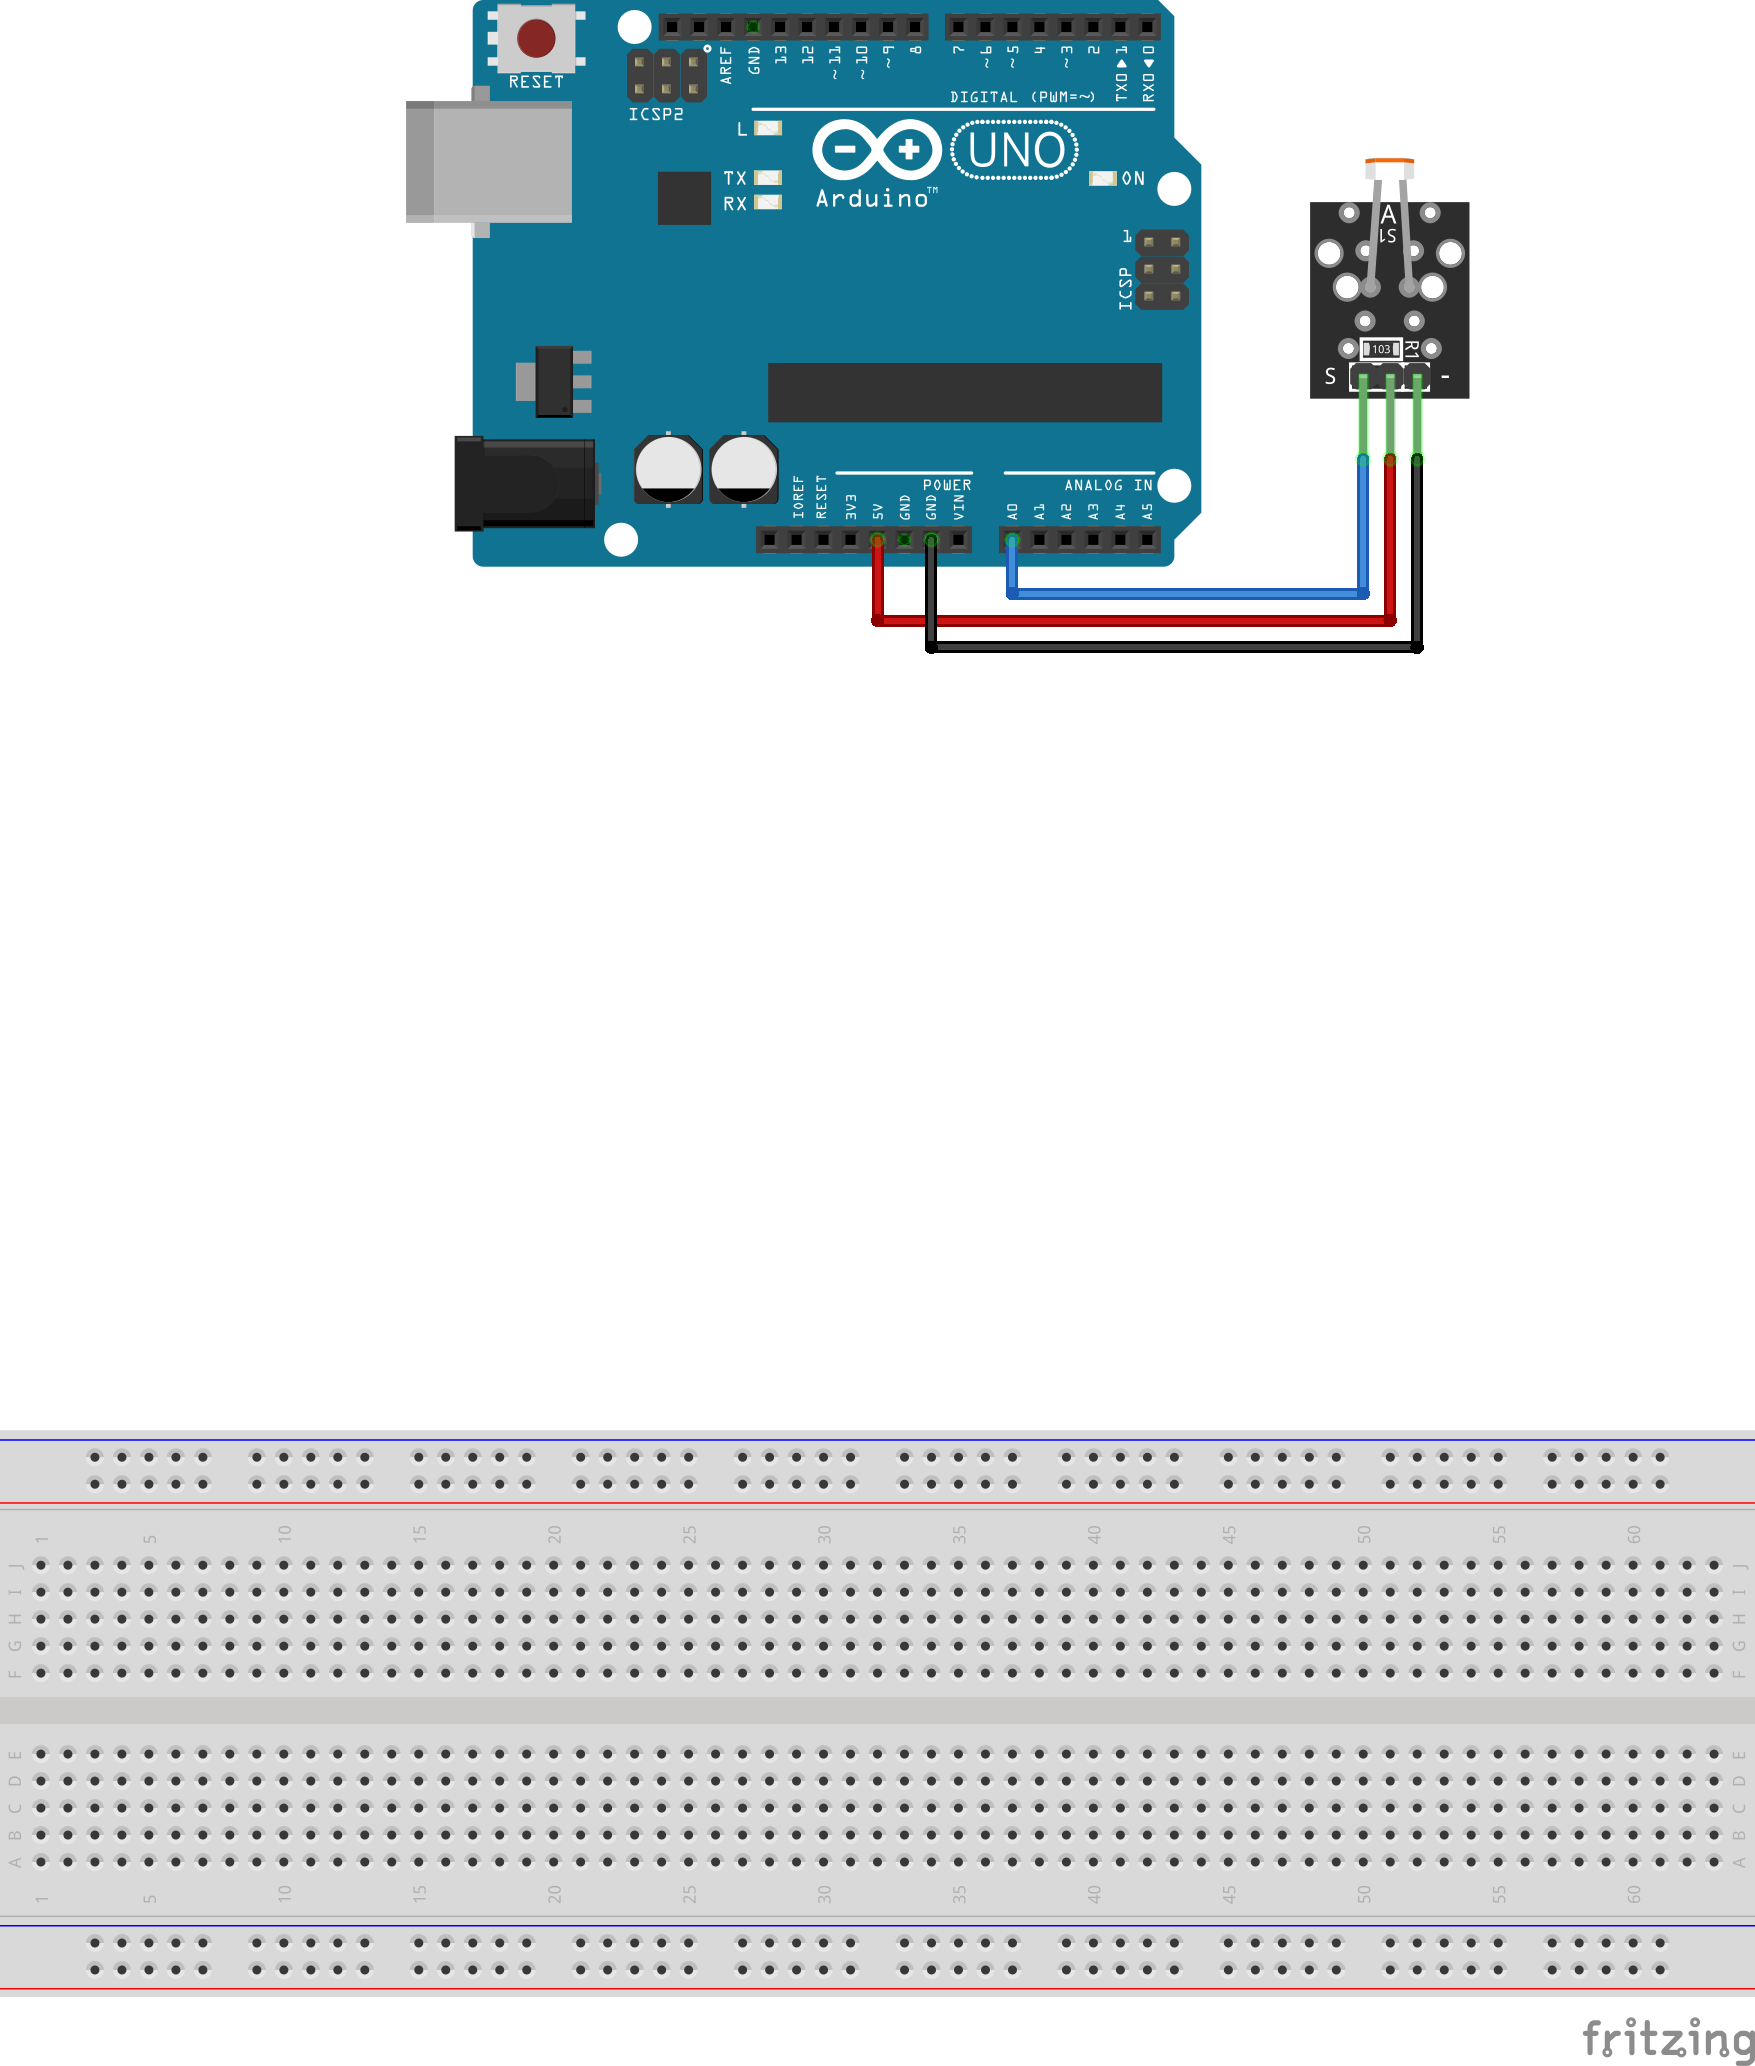 RESET
ICSP2
AREF
GND
13
12
~11
~10
~9
8
7
~6
~5
4
~3
2
TX0▶1
RX0◀0
DIGITAL (PWM=~)
L
TX
RX
Arduino™
UNO
ON
1
ICSP
A
S1
103
R1
S
-
IOREF
RESET
3V3
5V
GND
GND
VIN
POWER
A0
A1
A2
A3
A4
A5
ANALOG IN
1 5 10 15 20 25 30 35 40 45 50 55 60
J J
I I
H H
G G
F F
E E
D D
C C
B B
A A
1 5 10 15 20 25 30 35 40 45 50 55 60
fritzing